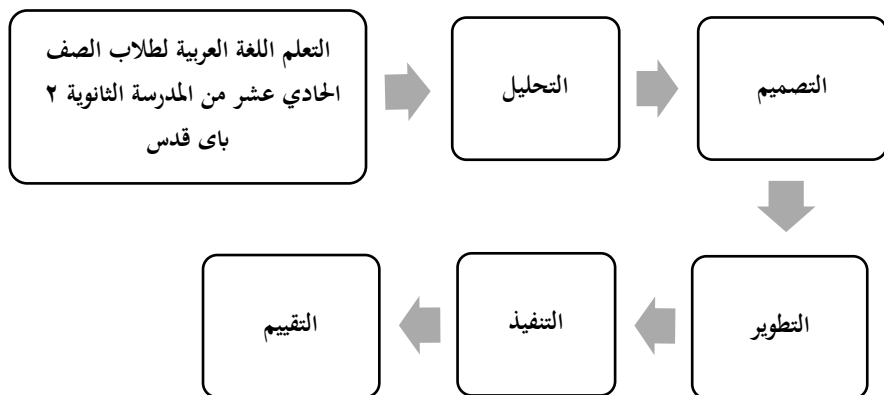 التعلم اللغة العربية لطلاب الصف
الحادي عشر من المدرسة الثانوية ٢
باى قدس
التحليل
التصميم
التطوير
التنفيذ
التقييم